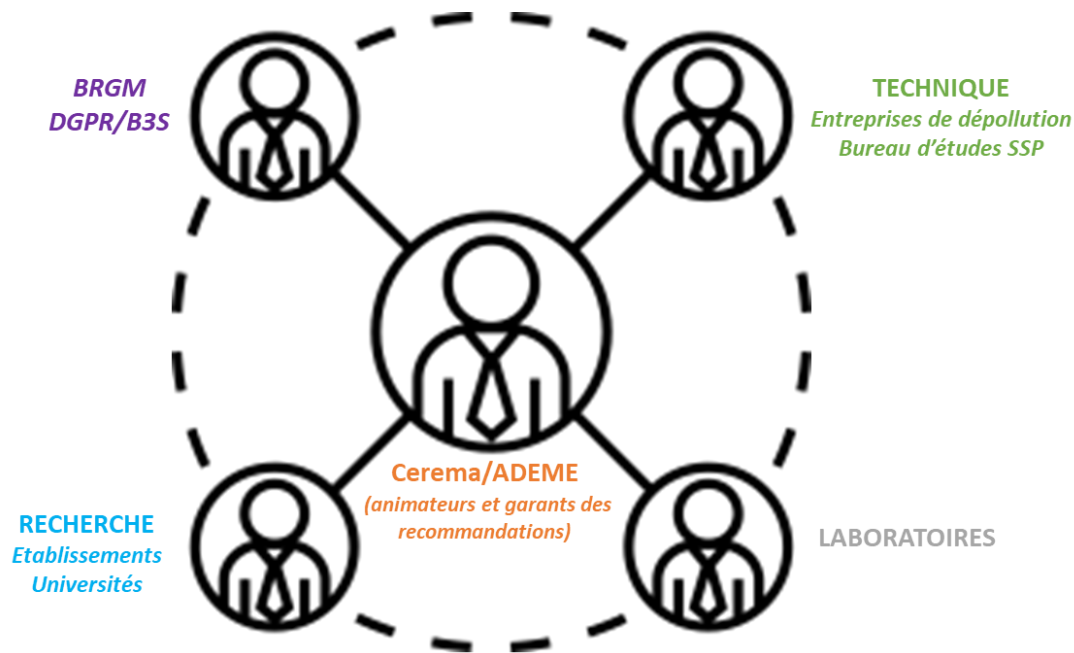 BRGM
DGPR/B3S
TECHNIQUE
Entreprises de dépollution
Bureau d’études SSP
Cerema/ADEME
(animateurs et garants des
recommandations)
RECHERCHE
Etablissements
Universités
LABORATOIRES